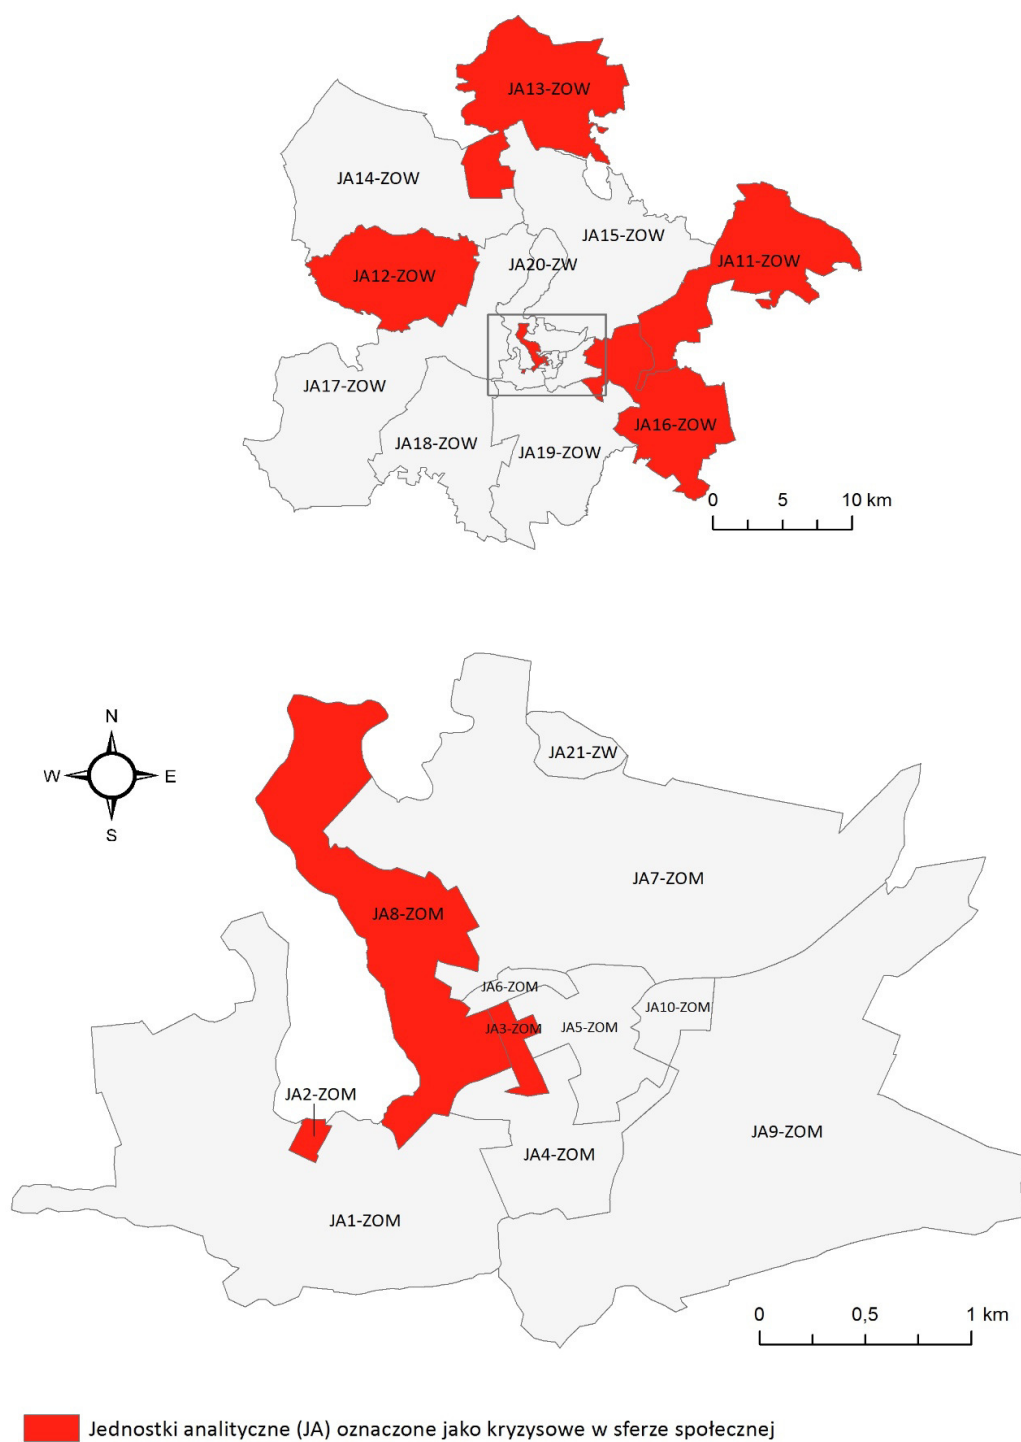 JA13-ZOW
JA14-ZOW
JA15-ZOW
JA20-ZW
JA11-ZOW
JA12-ZOW
JA17-ZOW
JA16-ZOW
JA18-ZOW
JA19-ZOW
0 5 10 km
N
W E
S
JA21-ZW
JA7-ZOM
JA8-ZOM
JA6-ZOM
JA10-ZOM
JA3-ZOM
JA5-ZOM
JA2-ZOM
JA9-ZOM
JA4-ZOM
JA1-ZOM
0 0,5 1 km
Jednostki analityczne (JA) oznaczone jako kryzysowe w sferze społecznej